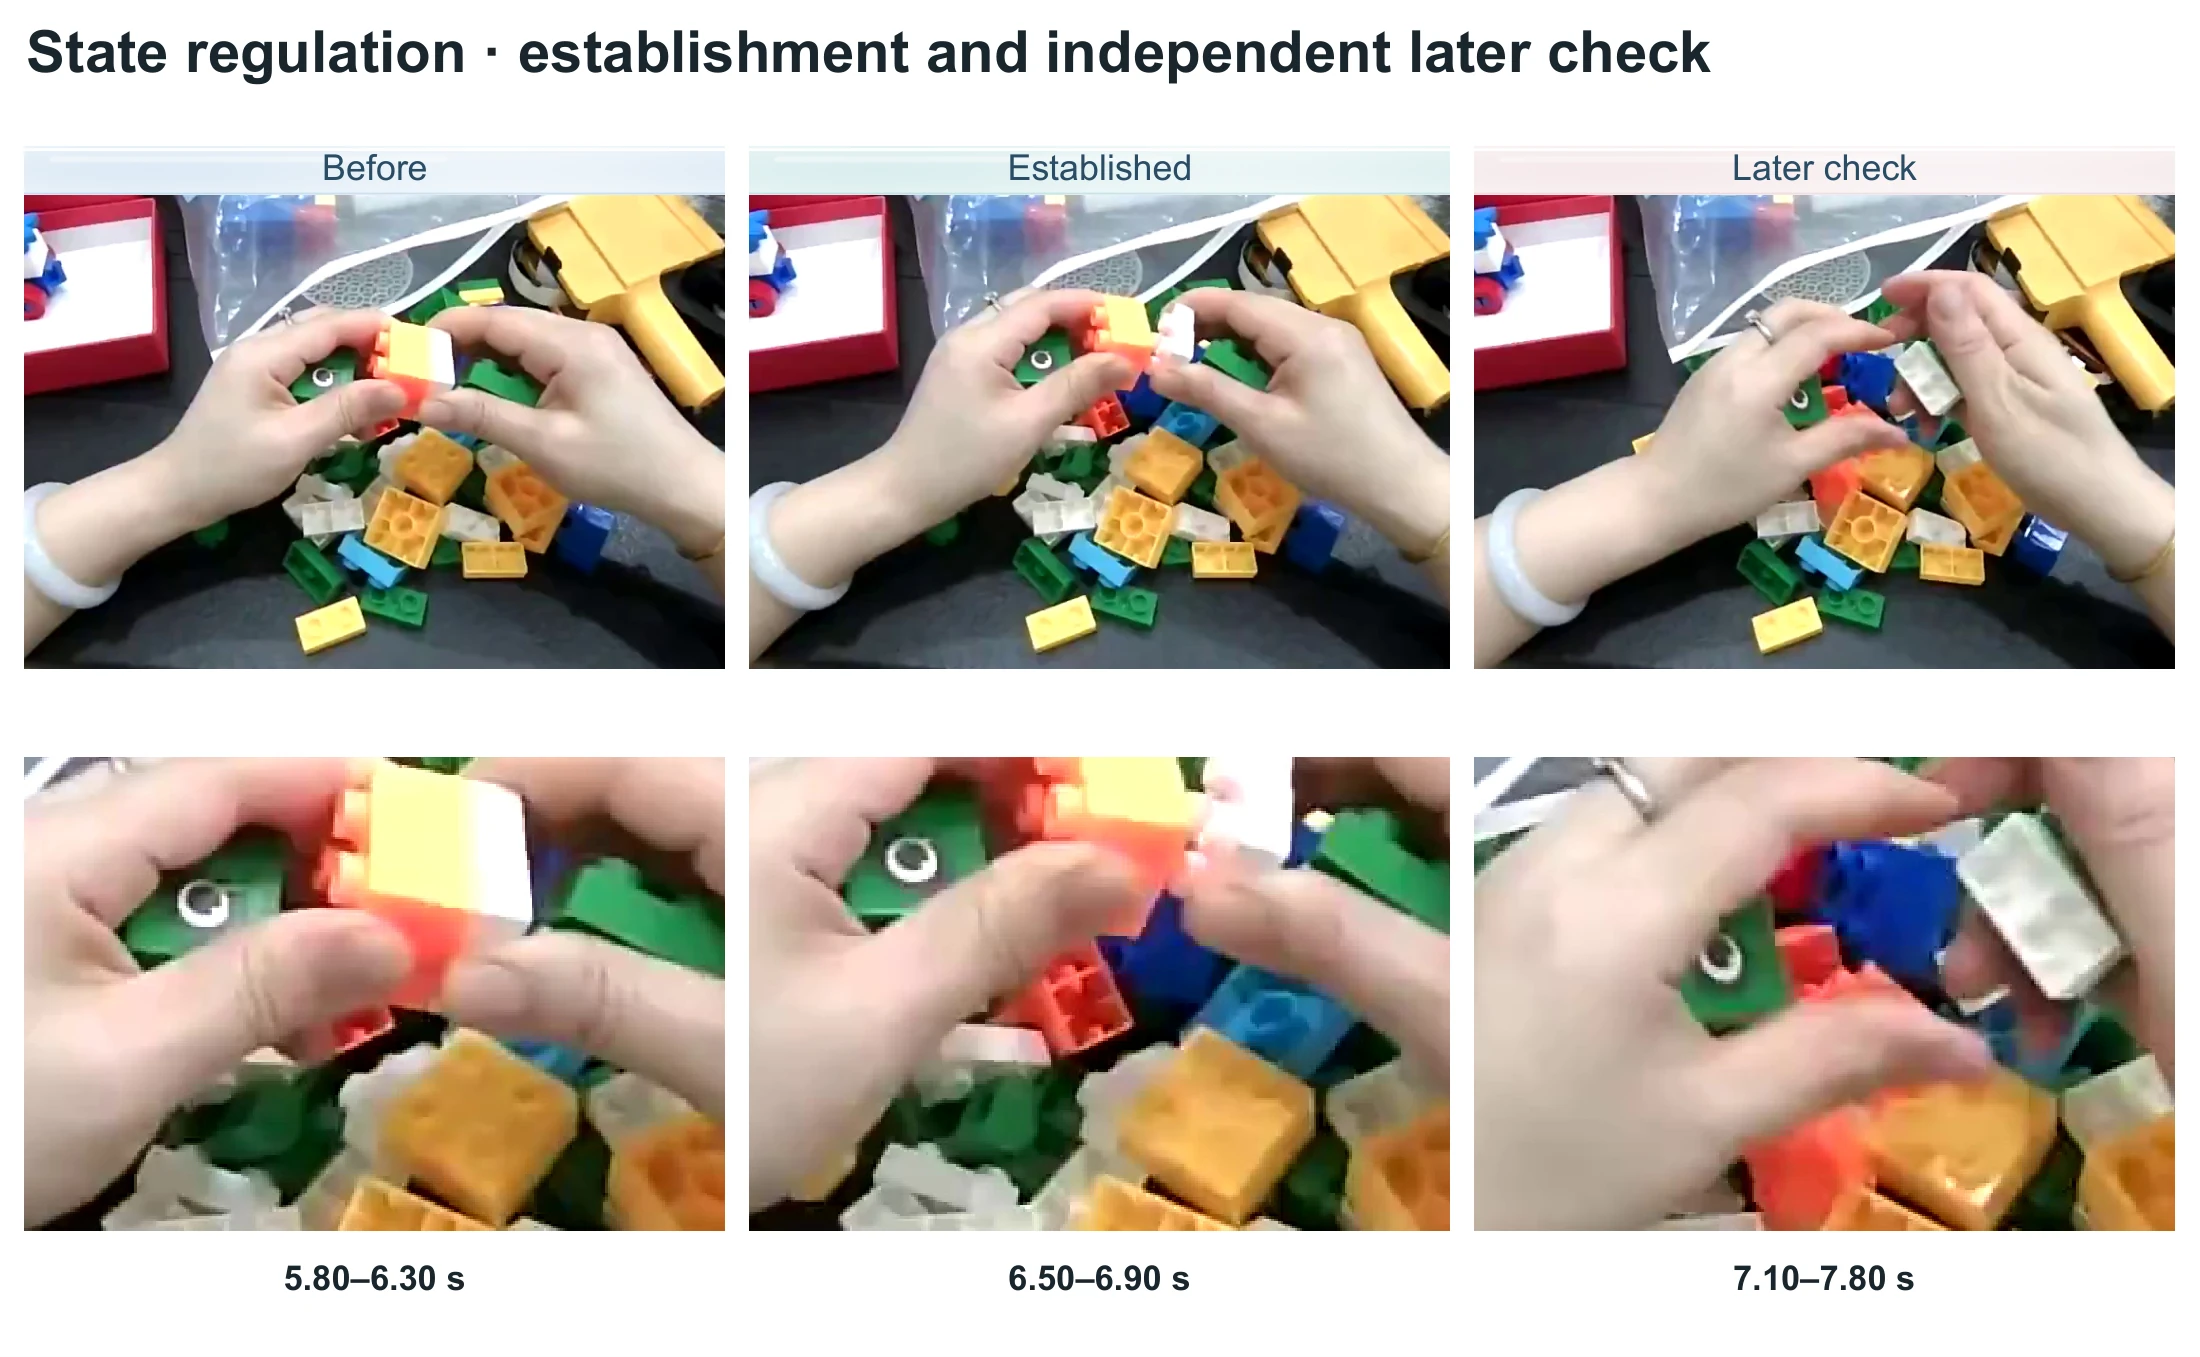 State regulation · establishment and independent later check
Before
Established
Later check
5.80–6.30 s
6.50–6.90 s
7.10–7.80 s